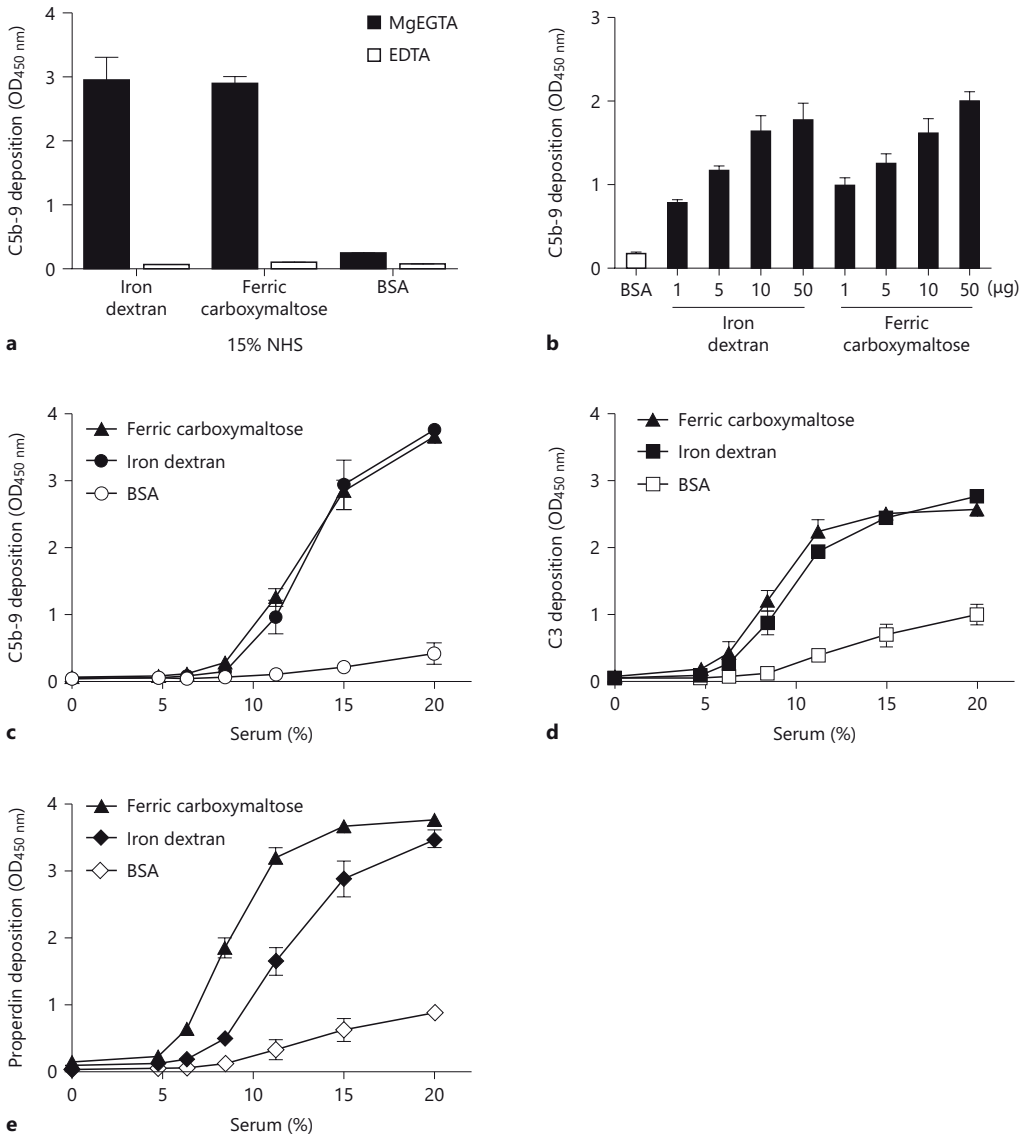 C5b-9 deposition (OD450 nm)
4
3
2
1
0
MgEGTA
EDTA
Iron
dextran
Ferric
carboxymaltose
BSA
15% NHS
a
C5b-9 deposition (OD450 nm)
3
2
1
0
BSA 1 5 10 50 1 5 10 50 (µg)
Iron
dextran
Ferric
carboxymaltose
b
C5b-9 deposition (OD450 nm)
4
3
2
1
0
Ferric carboxymaltose
Iron dextran
BSA
0 5 10 15 20
Serum (%)
c
C3 deposition (OD450 nm)
4
3
2
1
0
Ferric carboxymaltose
Iron dextran
BSA
0 5 10 15 20
Serum (%)
d
Properdin deposition (OD450 nm)
4
3
2
1
0
Ferric carboxymaltose
Iron dextran
BSA
0 5 10 15 20
Serum (%)
e